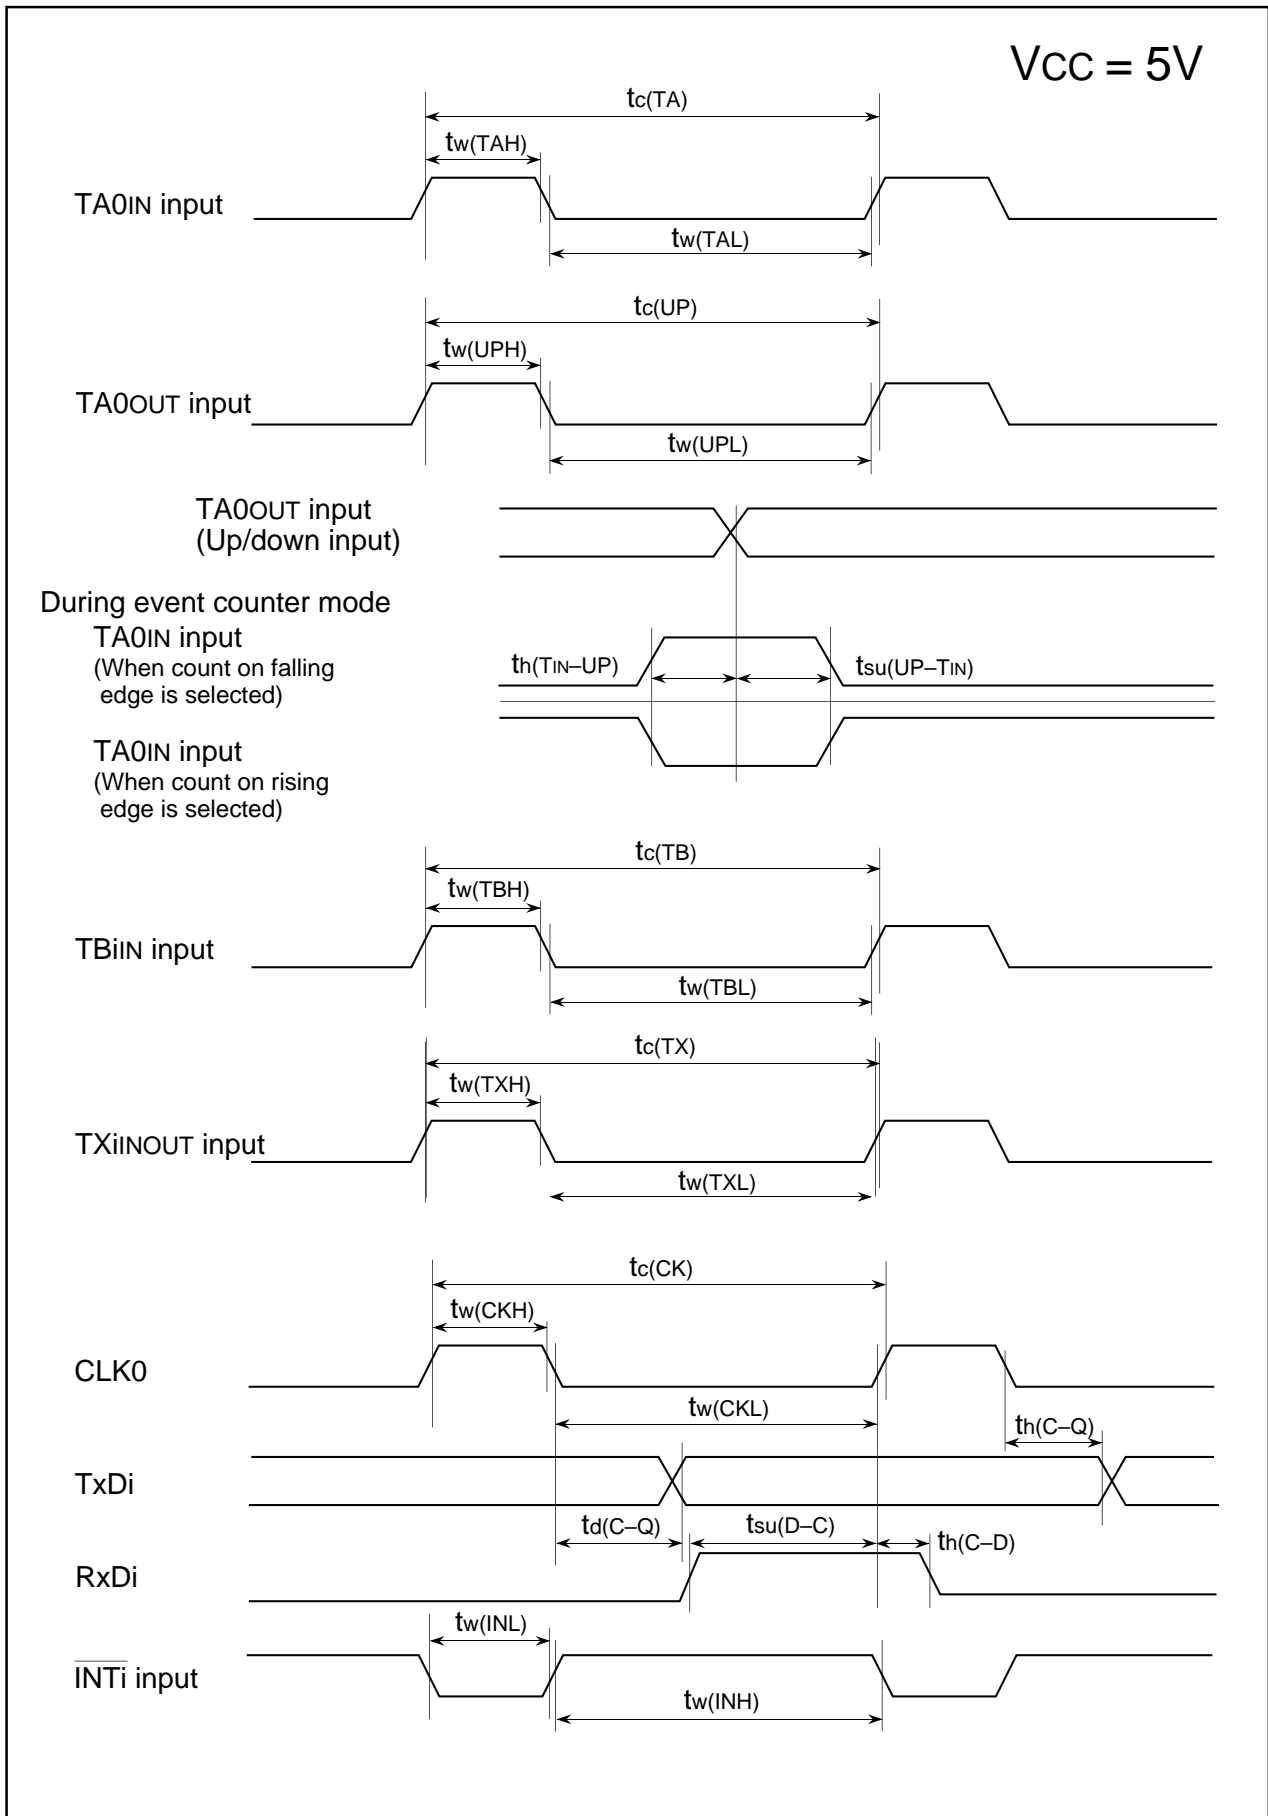 VCC = 5V
tc(TA)
tw(TAH)
TA0IN input
tw(TAL)
tc(UP)
tw(UPH)
TA0OUT input
tw(UPL)
TA0OUT input
(Up/down input)
During event counter mode
TA0IN input
(When count on falling
edge is selected)
th(TIN–UP)
tsu(UP–TIN)
TA0IN input
(When count on rising
edge is selected)
tc(TB)
tw(TBH)
TBiIN input
tw(TBL)
tc(TX)
tw(TXH)
TXiINOUT input
tw(TXL)
tc(CK)
tw(CKH)
CLK0
tw(CKL)
th(C–Q)
TxDi
td(C–Q)
tsu(D–C)
th(C–D)
RxDi
tw(INL)
INTi input
tw(INH)